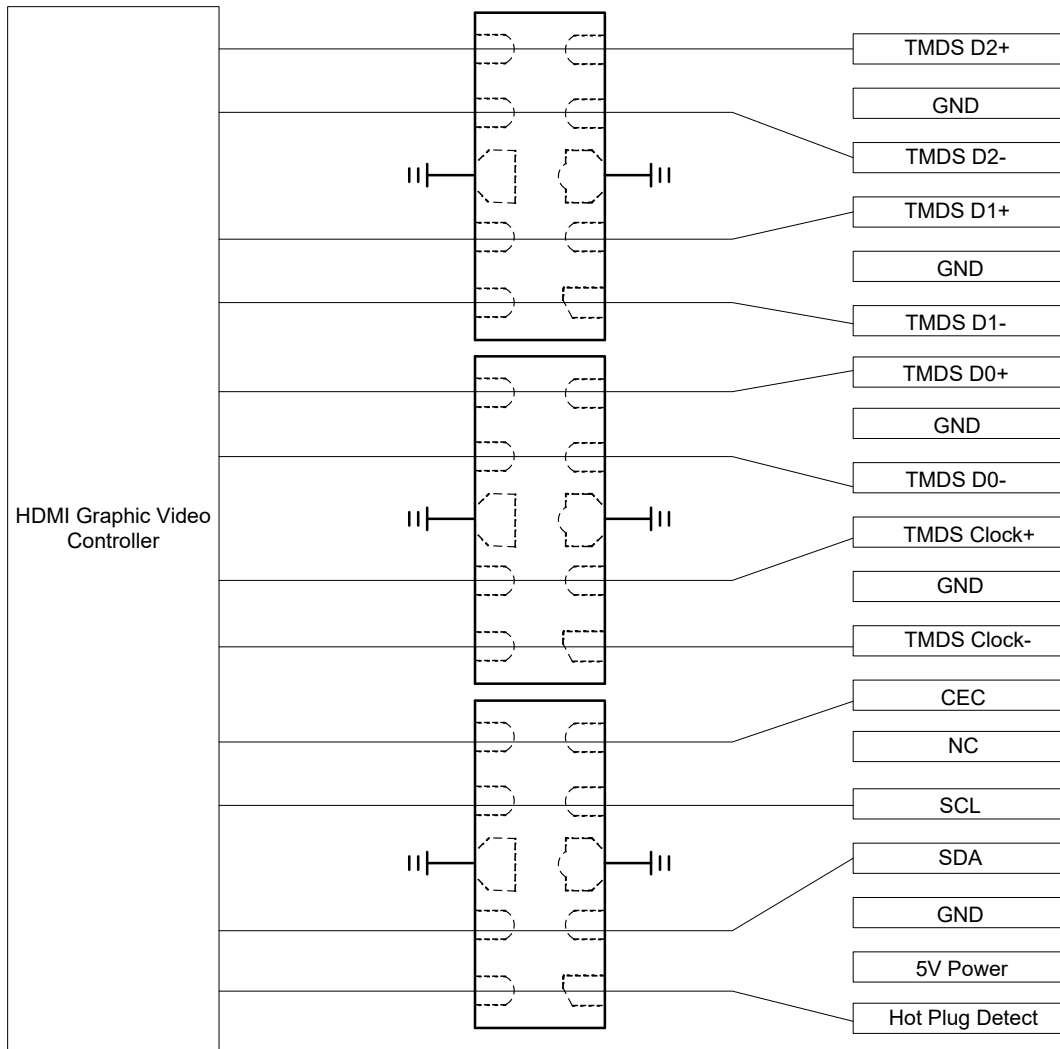 TMDS D2+
GND
TMDS D2-
TMDS D1+
GND
TMDS D1-
TMDS D0+
GND
TMDS D0-
HDMI Graphic Video
Controller
TMDS Clock+
GND
TMDS Clock-
CEC
NC
SCL
SDA
GND
5V Power
Hot Plug Detect